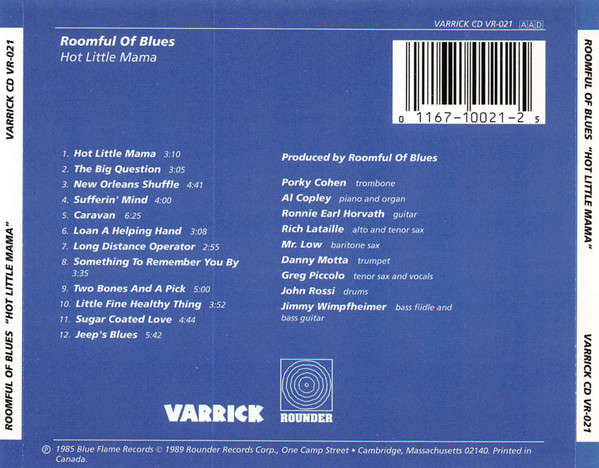 VARRICK CD VR-021 AAD
Roomful Of Blues
Hot Little Mama
0 1167-10021-2 5
1. Hot Little Mama 3:10
2. The Big Question 3:05
3. New Orleans Shuffle 4:41
4. Sufferin' Mind 4:00
5. Caravan 6:25
6. Loan A Helping Hand 3:08
7. Long Distance Operator 2:55
8. Something To Remember You By
3:35
9. Two Bones And A Pick 5:00
10. Little Fine Healthy Thing 3:52
11. Sugar Coated Love 4:44
12. Jeep's Blues 5:42
Produced by Roomful Of Blues
Porky Cohen trombone
Al Copley piano and organ
Ronnie Earl Horvath guitar
Rich Lataille alto and tenor sax
Mr. Low baritone sax
Danny Motta trumpet
Greg Piccolo tenor sax and vocals
John Rossi drums
Jimmy Wimpfheimer bass fiidle and
bass guitar
VARRICK
ROUNDER
℗ 1985 Blue Flame Records © 1989 Rounder Records Corp., One Camp Street • Cambridge, Massachusetts 02140. Printed in
Canada.
ROOMFUL OF BLUES "HOT LITTLE MAMA" VARRICK CD VR-021
ROOMFUL OF BLUES "HOT LITTLE MAMA" VARRICK CD VR-021